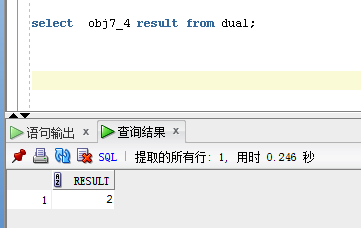 select obj7_4 result from dual;
语句输出 x 查询结果 x
SQL | 提取的所有行: 1, 用时 0.246 秒
RESULT
1 2